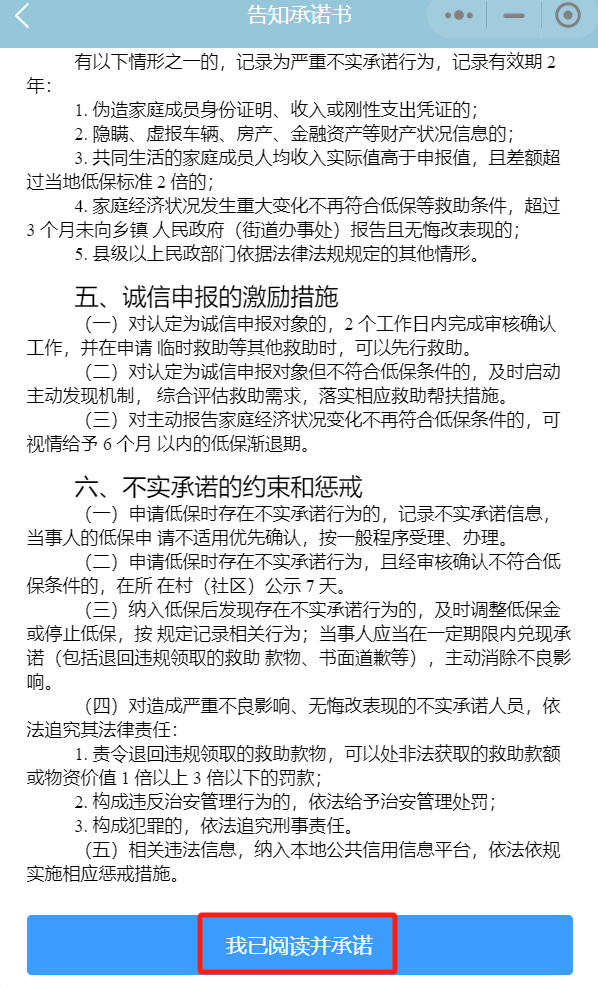 告知承诺书
有以下情形之一的，记录为严重不实承诺行为，记录有效期 2
年：
1. 伪造家庭成员身份证明、收入或刚性支出凭证的；
2. 隐瞒、虚报车辆、房产、金融资产等财产状况信息的；
3. 共同生活的家庭成员人均收入实际值高于申报值，且差额超
过当地低保标准 2 倍的；
4. 家庭经济状况发生重大变化不再符合低保等救助条件，超过
3 个月未向乡镇 人民政府（街道办事处）报告且无悔改表现的；
5. 县级以上民政部门依据法律法规规定的其他情形。
五、诚信申报的激励措施
（一）对认定为诚信申报对象的，2 个工作日内完成审核确认
工作，并在申请 临时救助等其他救助时，可以先行救助。
（二）对认定为诚信申报对象但不符合低保条件的，及时启动
主动发现机制， 综合评估救助需求，落实相应救助帮扶措施。
（三）对主动报告家庭经济状况变化不再符合低保条件的，可
视情给予 6 个月 以内的低保渐退期。
六、不实承诺的约束和惩戒
（一）申请低保时存在不实承诺行为的，记录不实承诺信息，
当事人的低保申 请不适用优先确认，按一般程序受理、办理。
（二）申请低保时存在不实承诺行为，且经审核确认不符合低
保条件的，在所 在村（社区）公示 7 天。
（三）纳入低保后发现存在不实承诺行为的，及时调整低保金
或停止低保，按 规定记录相关行为；当事人应当在一定期限内兑现承
诺（包括退回违规领取的救助 款物、书面道歉等），主动消除不良影
响。
（四）对造成严重不良影响、无悔改表现的不实承诺人员，依
法追究其法律责任：
1. 责令退回违规领取的救助款物，可以处非法获取的救助款额
或物资价值 1 倍以上 3 倍以下的罚款；
2. 构成违反治安管理行为的，依法给予治安管理处罚；
3. 构成犯罪的，依法追究刑事责任。
（五）相关违法信息，纳入本地公共信用信息平台，依法依规
实施相应惩戒措施。
我已阅读并承诺